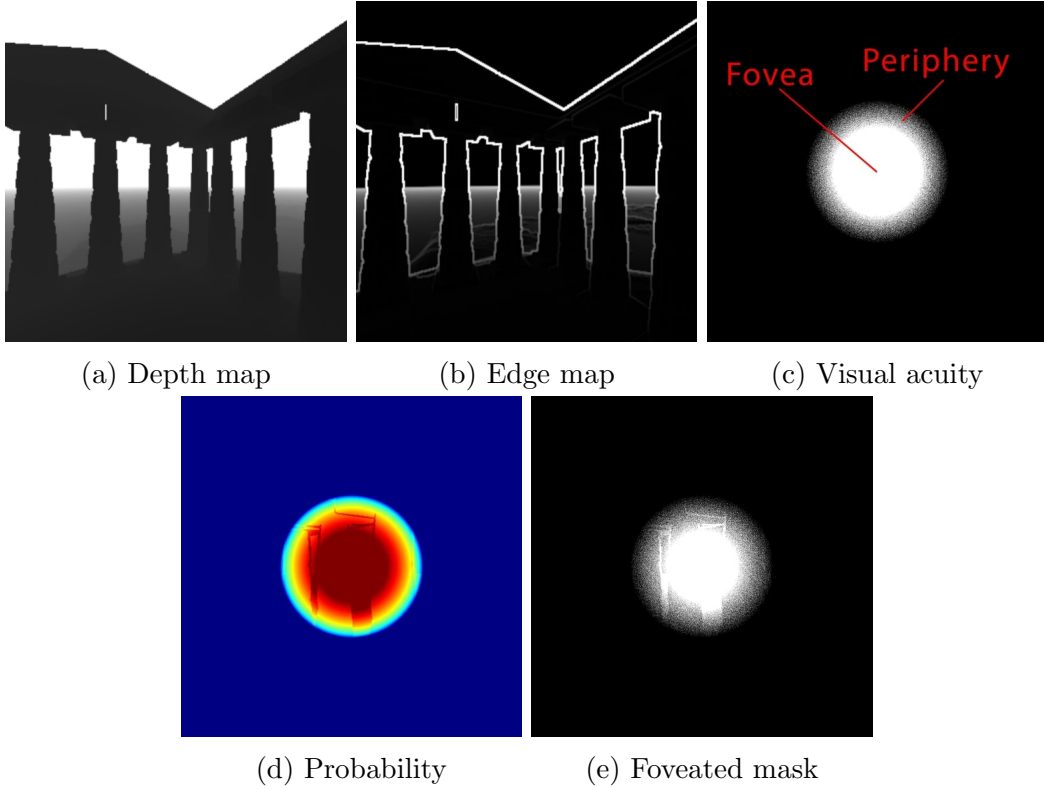 Fovea
Periphery
(a) Depth map
(b) Edge map
(c) Visual acuity
(d) Probability
(e) Foveated mask